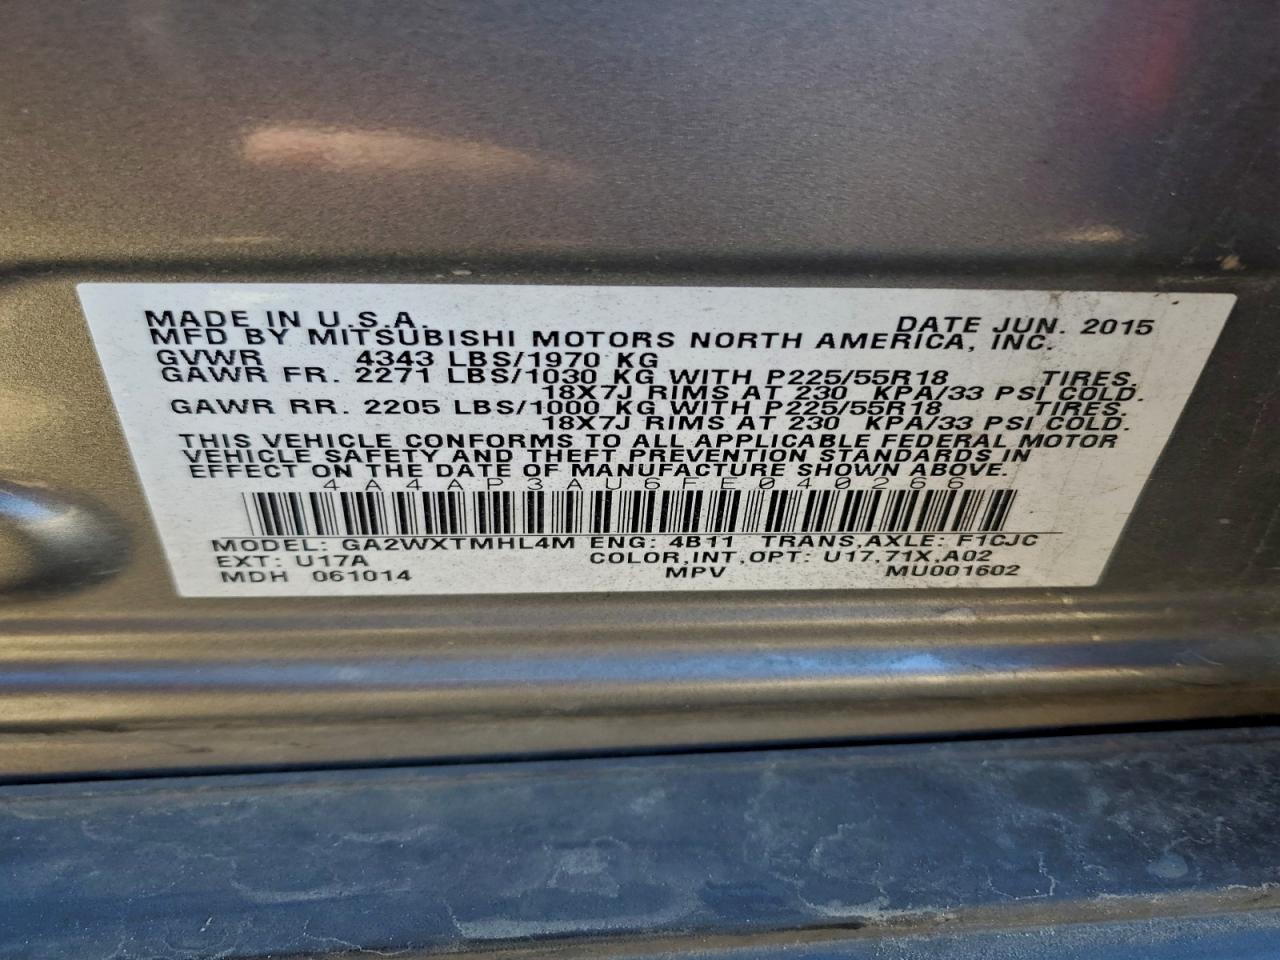 MADE IN U.S.A. DATE JUN. 2015
MFD BY MITSUBISHI MOTORS NORTH AMERICA, INC.
GVWR 4343 LBS/1970 KG
GAWR FR. 2271 LBS/1030 KG WITH P225/55R18 TIRES.
18X7J RIMS AT 230 KPA/33 PSI COLD.
GAWR RR. 2205 LBS/1000 KG WITH P225/55R18 TIRES.
18X7J RIMS AT 230 KPA/33 PSI COLD.
THIS VEHICLE CONFORMS TO ALL APPLICABLE FEDERAL MOTOR
VEHICLE SAFETY AND THEFT PREVENTION STANDARDS IN
EFFECT ON THE DATE OF MANUFACTURE SHOWN ABOVE.
4A4AP3AU6FE040266
MODEL: GA2WXTMHL4M ENG: 4B11 TRANS,AXLE: F1CJC
EXT: U17A COLOR,INT,OPT: U17,71X,A02
MDH 061014 MPV MU001602